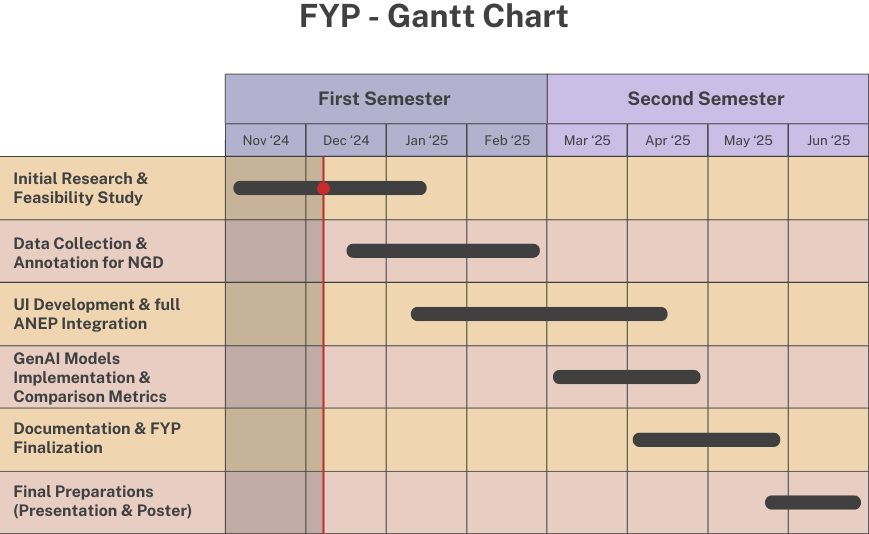 FYP - Gantt Chart
First Semester
Second Semester
Nov ‘24
Dec ‘24
Jan ‘25
Feb ‘25
Mar ‘25
Apr ‘25
May ‘25
Jun ‘25
Initial Research &
Feasibility Study
Data Collection &
Annotation for NGD
UI Development & full
ANEP Integration
GenAI Models
Implementation &
Comparison Metrics
Documentation & FYP
Finalization
Final Preparations
(Presentation & Poster)